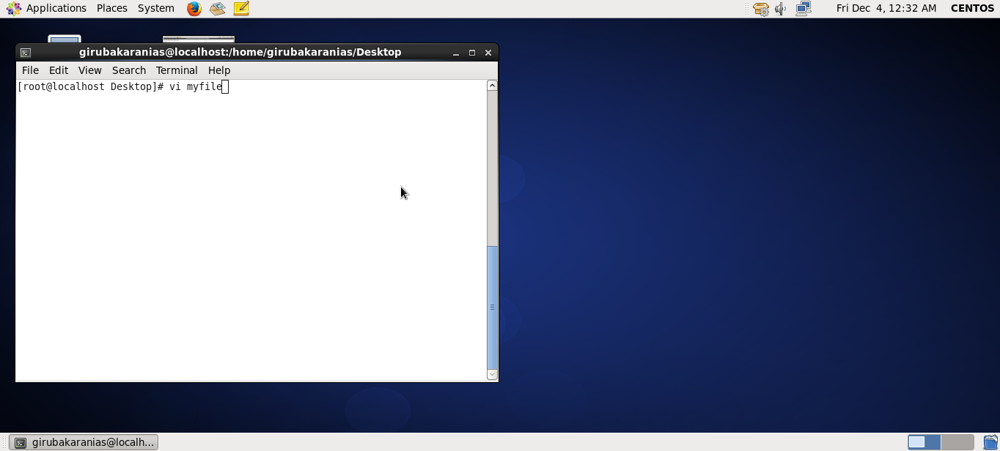 Applications Places System Fri Dec 4, 12:32 AM CENTOS
girubakaranias@localhost:/home/girubakaranias/Desktop
File Edit View Search Terminal Help
[root@localhost Desktop]# vi myfile
girubakaranias@localh...